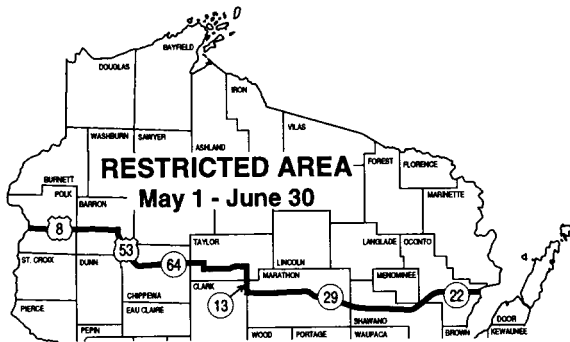 BAYFIELD
DOUGLAS
IRON
VILAS
WASHBURN
SAWYER
ASHLAND
FOREST
FLORENCE
RESTRICTED AREA
May 1 - June 30
BURNETT
POLK
BARRON
MARINETTE
8
53
TAYLOR
LINCOLN
LANGLADE
OCONTO
ST. CROIX
DUNN
64
CLARK
MARATHON
MENOMINEE
29
22
13
CHIPPEWA
EAU CLAIRE
PIERCE
PEPIN
WOOD
PORTAGE
SHAWANO
WAUPACA
BROWN
DOOR
KEWAUNEE